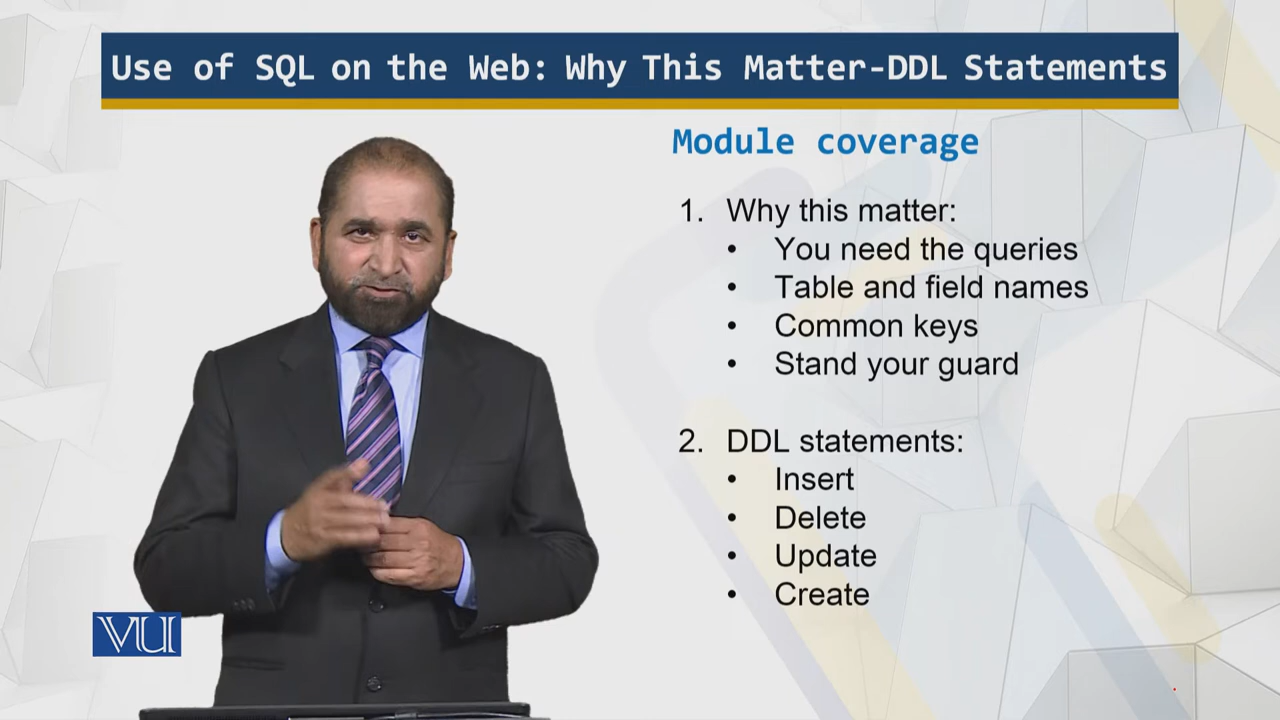 Use of SQL on the Web: Why This Matter-DDL Statements
Module coverage
1. Why this matter:
• You need the queries
• Table and field names
• Common keys
• Stand your guard
2. DDL statements:
• Insert
• Delete
• Update
• Create
VU